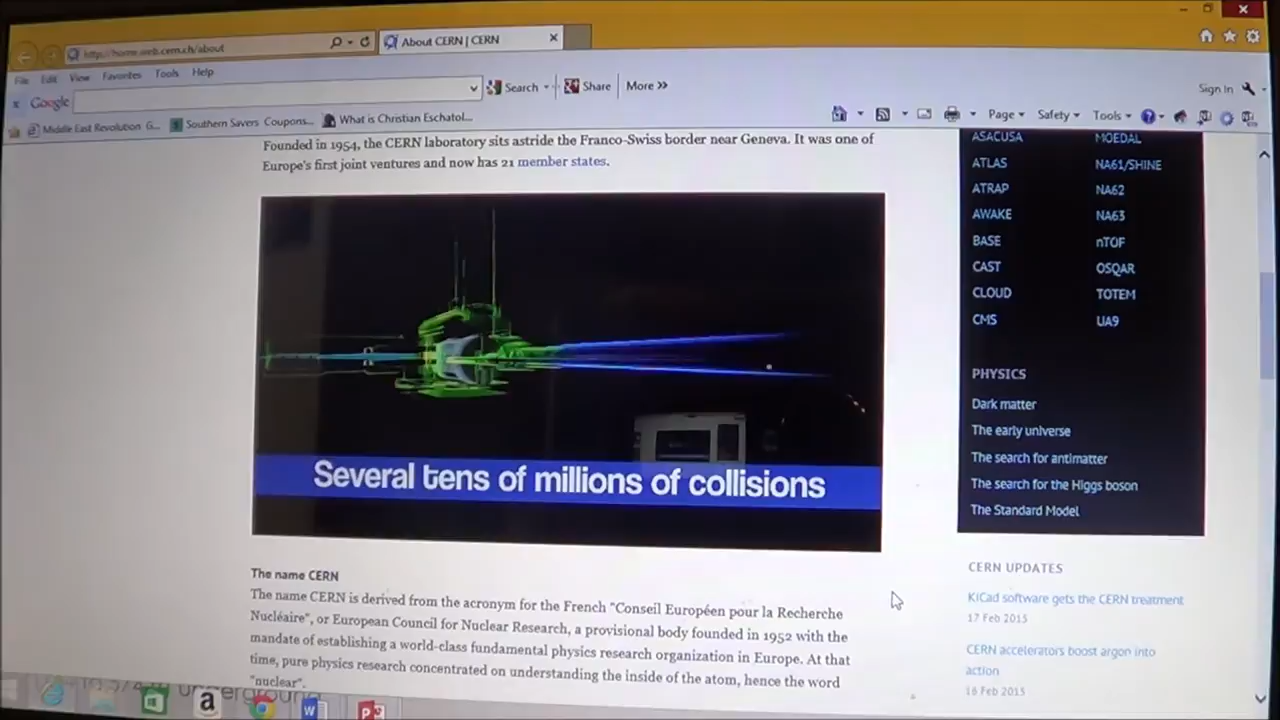 http://home.web.cern.ch/about
About CERN | CERN
File Edit View Favorites Tools Help
Google
Search
Share
More »
Sign In
Middle East Revolution G...
Southern Savers Coupons...
What is Christian Eschatol...
Page
Safety
Tools
Founded in 1954, the CERN laboratory sits astride the Franco-Swiss border near Geneva. It was one of
Europe's first joint ventures and now has 21 member states.
Several tens of millions of collisions
The name CERN
The name CERN is derived from the acronym for the French "Conseil Européen pour la Recherche
Nucléaire", or European Council for Nuclear Research, a provisional body founded in 1952 with the
mandate of establishing a world-class fundamental physics research organization in Europe. At that
time, pure physics research concentrated on understanding the inside of the atom, hence the word
"nuclear".
ASACUSA MOEDAL
ATLAS NA61/SHINE
ATRAP NA62
AWAKE NA63
BASE nTOF
CAST OSQAR
CLOUD TOTEM
CMS UA9
PHYSICS
Dark matter
The early universe
The search for antimatter
The search for the Higgs boson
The Standard Model
CERN UPDATES
KiCad software gets the CERN treatment
17 Feb 2015
CERN accelerators boost argon into
action
16 Feb 2015
underground